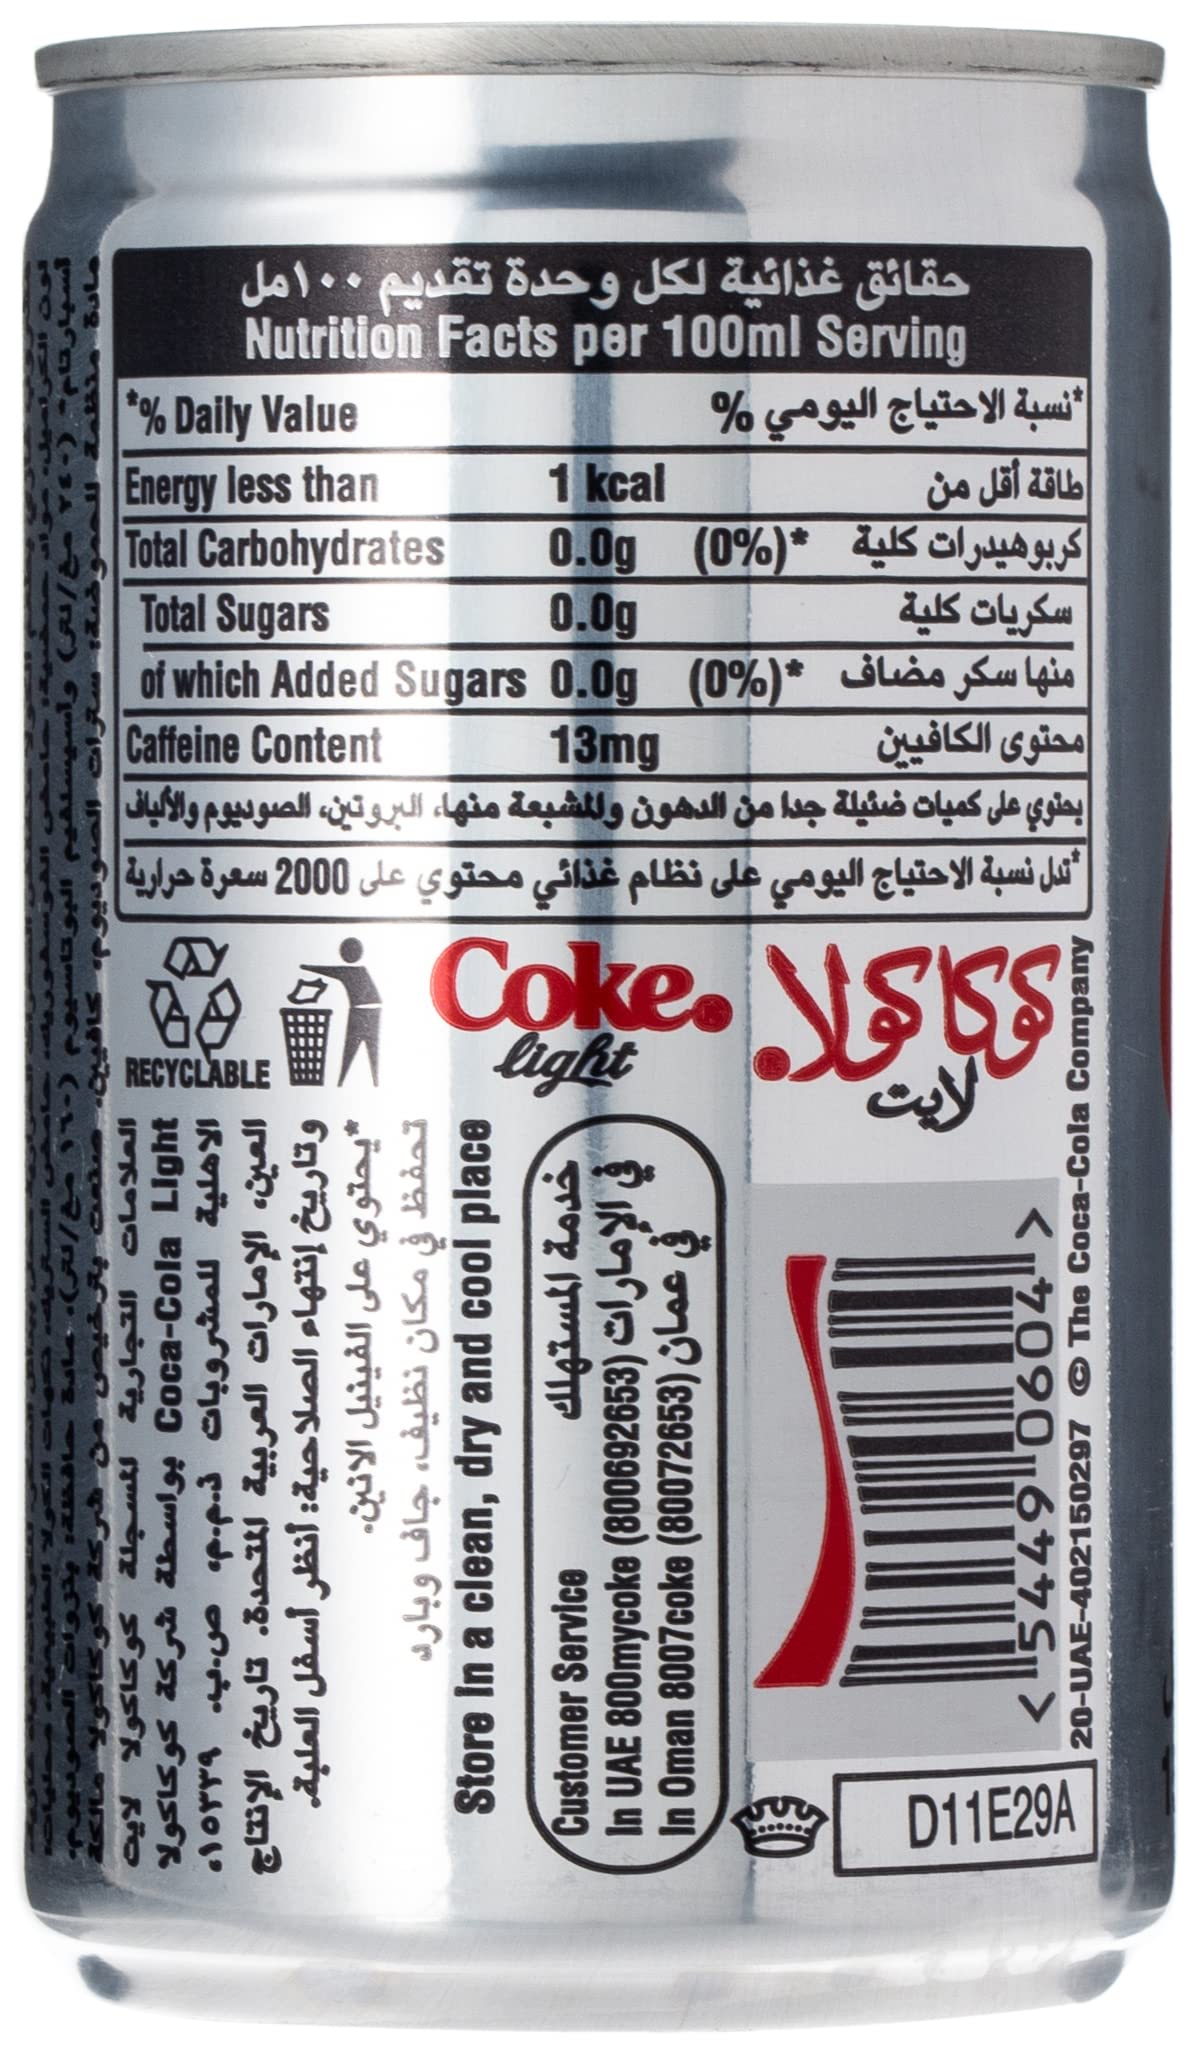 حقائق غذائية لكل وحدة تقديم ١٠٠مل
Nutrition Facts per 100ml Serving
*% Daily Value *نسبة الاحتياج اليومي %
Energy less than 1 kcal طاقة أقل من
Total Carbohydrates 0.0g (0%)* كربوهيدرات كلية
Total Sugars 0.0g سكريات كلية
of which Added Sugars 0.0g (0%)* منها سكر مضاف
Caffeine Content 13mg محتوى الكافيين
يحتوي على كميات ضئيلة جدا من الدهون والمشبعة منها، البروتين، الصوديوم والألياف
*تدل نسبة الاحتياج اليومي على نظام غذائي محتوي على 2000 سعرة حرارية
RECYCLABLE
Coke.
light
كوكاكولا.
لايت
العلامات التجارية المسجلة كوكاكولا لايت
Coca-Cola Light بواسطة شركة كوكاكولا
الاهلية للمشروبات ذ.م.م، ص.ب. ١٥٣٣٩،
العين، الإمارات العربية المتحدة. تاريخ الإنتاج
وتاريخ إنتهاء الصلاحية: أنظر أسفل العلبة.
*يحتوي على الفينيل الانين.
تحفظ في مكان نظيف، جاف وبارد
Store in a clean, dry and cool place
Customer Service خدمة المستهلك
In UAE 800mycoke (800692653) في الإمارات
In Oman 8007coke (80072653) في عمان
<54490604>
20-UAE-402150297 © The Coca-Cola Company
D11E29A